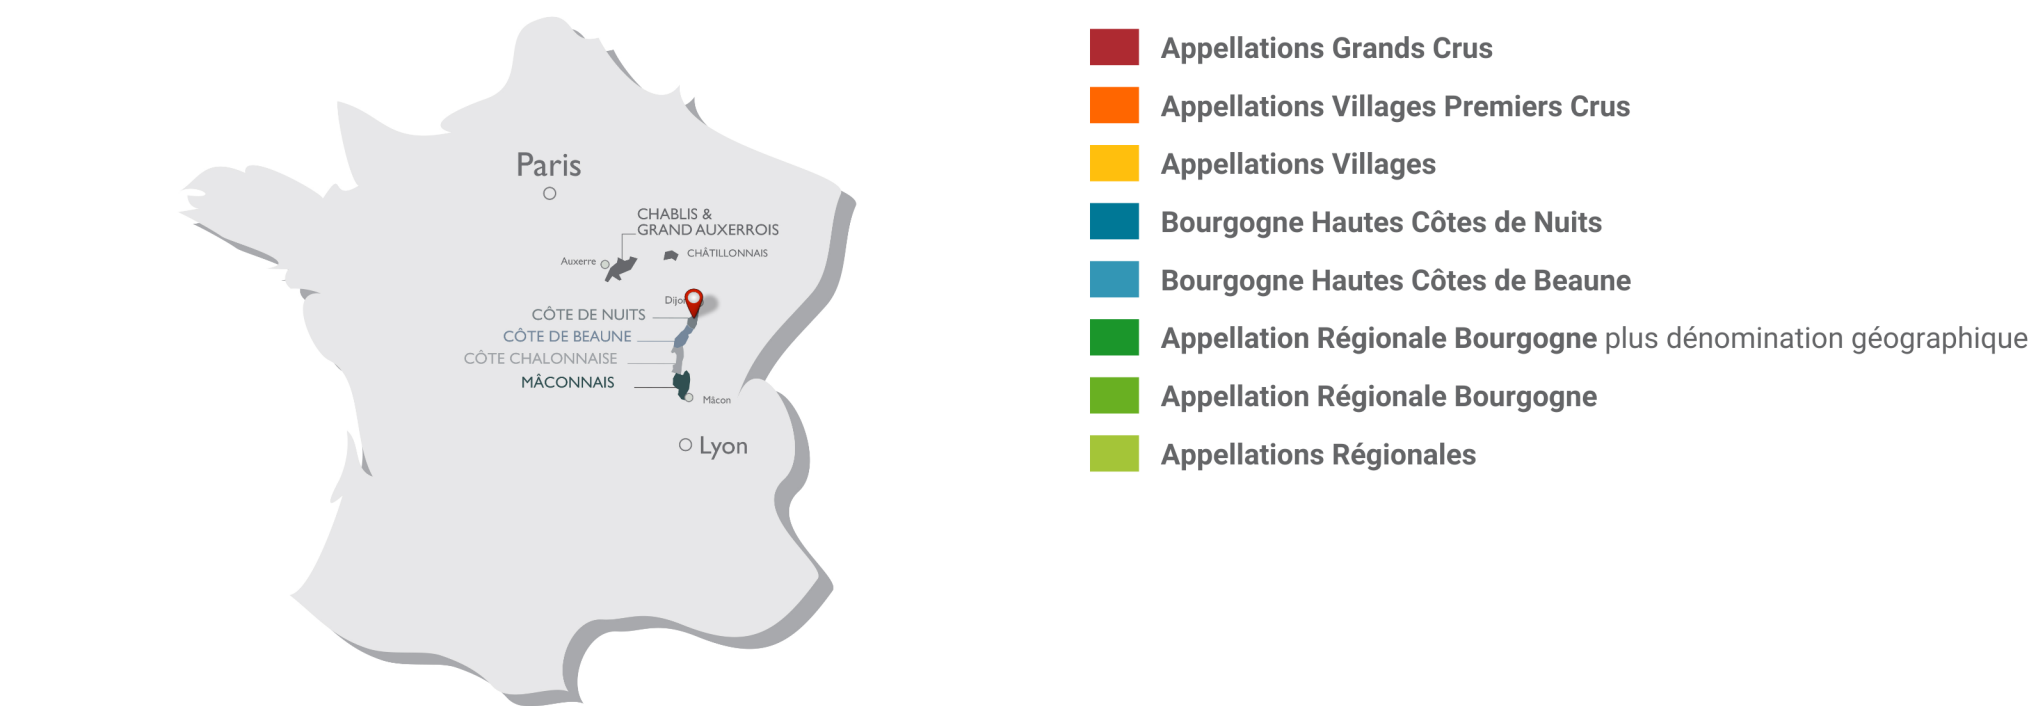 Paris
CHABLIS &
GRAND AUXERROIS
CHÂTILLONNAIS
Auxerre
CÔTE DE NUITS
CÔTE DE BEAUNE
CÔTE CHALONNAISE
MÂCONNAIS
Mâcon
Lyon
Appellations Grands Crus
Appellations Villages Premiers Crus
Appellations Villages
Bourgogne Hautes Côtes de Nuits
Bourgogne Hautes Côtes de Beaune
Appellation Régionale Bourgogne plus dénomination géographique
Appellation Régionale Bourgogne
Appellations Régionales